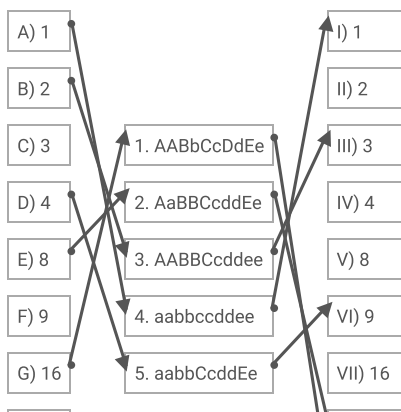 A) 1
B) 2
C) 3
D) 4
E) 8
F) 9
G) 16
1. AABbCcDdEe
2. AaBBCcddEe
3. AABBCcddee
4. aabbccddee
5. aabbCcddEe
I) 1
II) 2
III) 3
IV) 4
V) 8
VI) 9
VII) 16